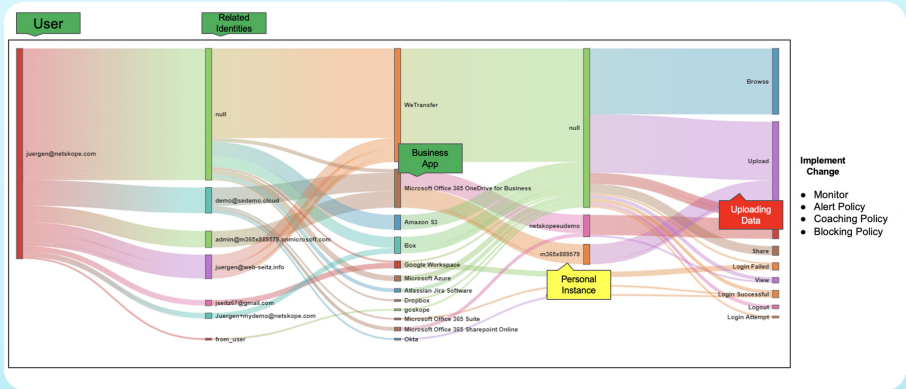 User
Related
Identities
juergen@netskope.com
null
demo@sedemo.cloud
admin@m365x889579.onmicrosoft.com
juergen@web-seitz.info
jseitz67@gmail.com
Juergen+mydemo@netskope.com
from_user
WeTransfer
Business
App
Microsoft Office 365 OneDrive for Business
Amazon S3
Box
Google Workspace
Microsoft Azure
Atlassian Jira Software
Dropbox
goskope
Microsoft Office 365 Suite
Microsoft Office 365 Sharepoint Online
Okta
null
netskopeeudemo
m365x889579
Personal
Instance
Browse
Upload
Uploading
Data
Share
Login Failed
View
Login Successful
Logout
Login Attempt
Implement
Change
● Monitor
● Alert Policy
● Coaching Policy
● Blocking Policy